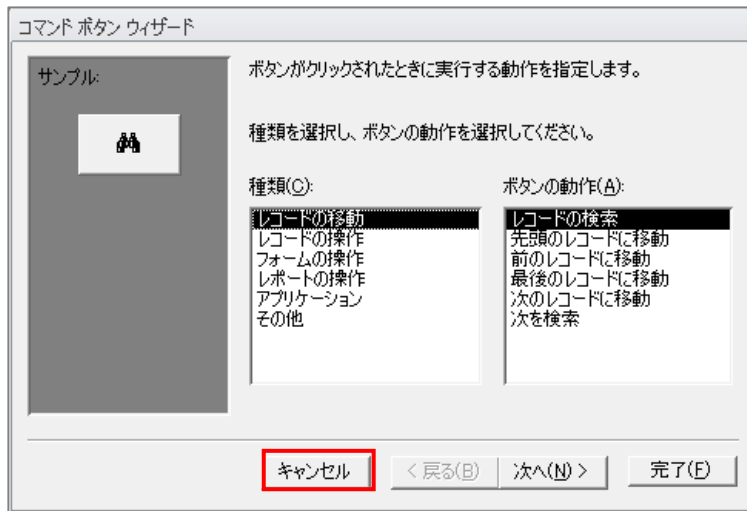 コマンド ボタン ウィザード
サンプル:
ボタンがクリックされたときに実行する動作を指定します。
種類を選択し、ボタンの動作を選択してください。
種類(C):
レコードの移動
レコードの操作
フォームの操作
レポートの操作
アプリケーション
その他
ボタンの動作(A):
レコードの検索
先頭のレコードに移動
前のレコードに移動
最後のレコードに移動
次のレコードに移動
次を検索
キャンセル
< 戻る(B)
次へ(N) >
完了(F)